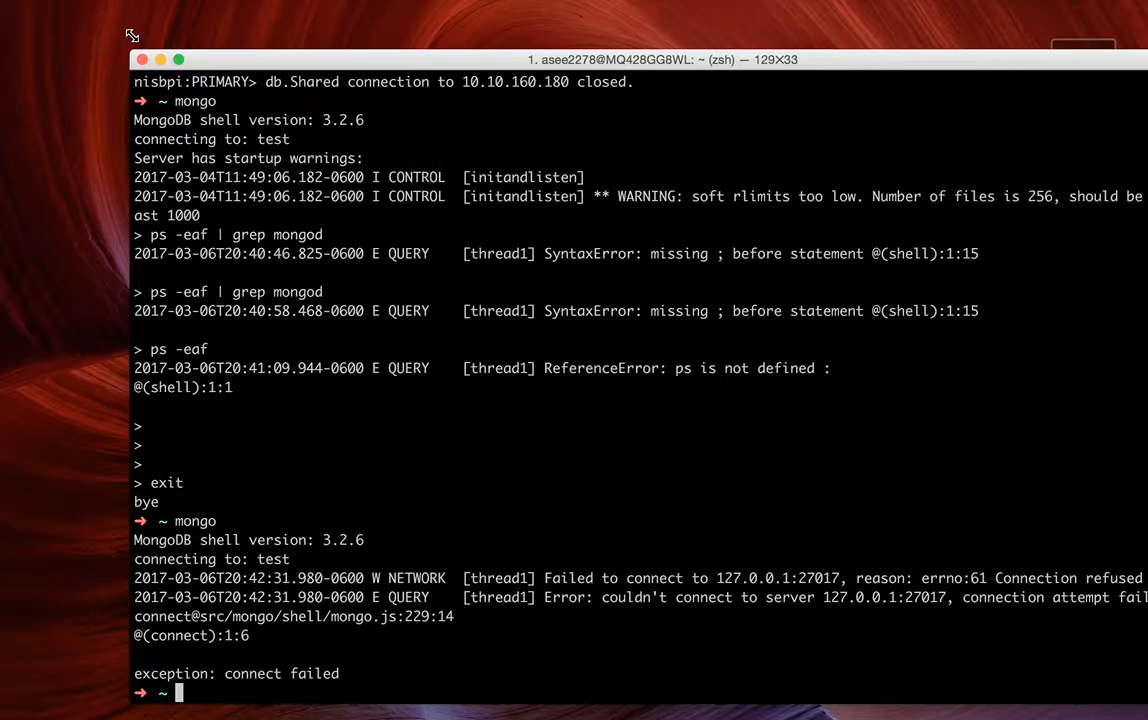 1. asee2278@MQ428GG8WL: ~ (zsh) — 129×33
nisbpi:PRIMARY> db.Shared connection to 10.10.160.180 closed.
➜ ~ mongo
MongoDB shell version: 3.2.6
connecting to: test
Server has startup warnings:
2017-03-04T11:49:06.182-0600 I CONTROL [initandlisten]
2017-03-04T11:49:06.182-0600 I CONTROL [initandlisten] ** WARNING: soft rlimits too low. Number of files is 256, should be
ast 1000
> ps -eaf | grep mongod
2017-03-06T20:40:46.825-0600 E QUERY [thread1] SyntaxError: missing ; before statement @(shell):1:15
> ps -eaf | grep mongod
2017-03-06T20:40:58.468-0600 E QUERY [thread1] SyntaxError: missing ; before statement @(shell):1:15
> ps -eaf
2017-03-06T20:41:09.944-0600 E QUERY [thread1] ReferenceError: ps is not defined :
@(shell):1:1
>
>
>
> exit
bye
➜ ~ mongo
MongoDB shell version: 3.2.6
connecting to: test
2017-03-06T20:42:31.980-0600 W NETWORK [thread1] Failed to connect to 127.0.0.1:27017, reason: errno:61 Connection refused
2017-03-06T20:42:31.980-0600 E QUERY [thread1] Error: couldn't connect to server 127.0.0.1:27017, connection attempt fail
connect@src/mongo/shell/mongo.js:229:14
@(connect):1:6
exception: connect failed
➜ ~